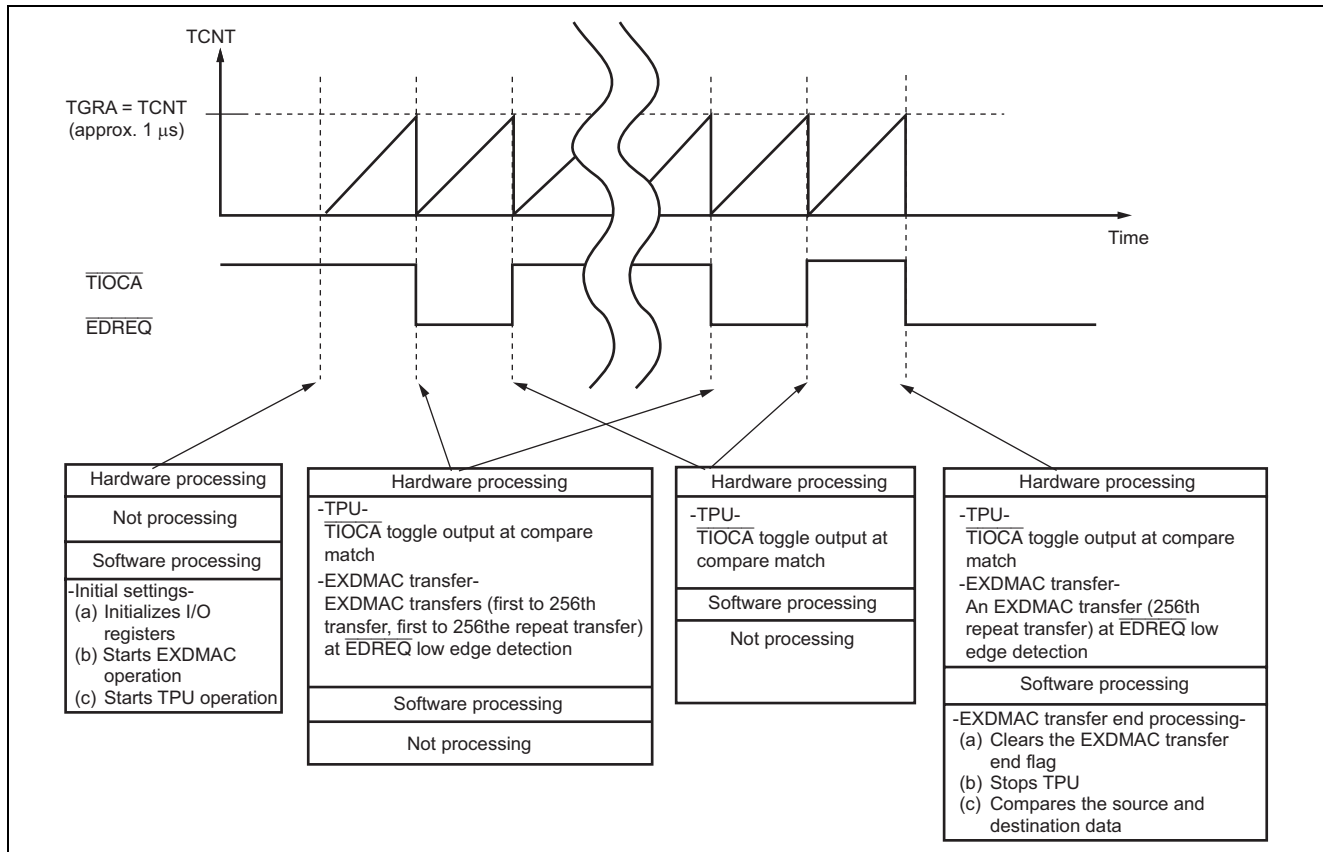 TCNT
TGRA = TCNT
(approx. 1 μs)
Time
TIOCA
EDREQ
Hardware processing
Not processing
Software processing
-Initial settings-
(a) Initializes I/O
registers
(b) Starts EXDMAC
operation
(c) Starts TPU operation
Hardware processing
-TPU-
TIOCA toggle output at compare
match
-EXDMAC transfer-
EXDMAC transfers (first to 256th
transfer, first to 256the repeat transfer)
at EDREQ low edge detection
Software processing
Not processing
Hardware processing
-TPU-
TIOCA toggle output at
compare match
Software processing
Not processing
Hardware processing
-TPU-
TIOCA toggle output at compare
match
-EXDMAC transfer-
An EXDMAC transfer (256th
repeat transfer) at EDREQ low
edge detection
Software processing
-EXDMAC transfer end processing-
(a) Clears the EXDMAC transfer
end flag
(b) Stops TPU
(c) Compares the source and
destination data